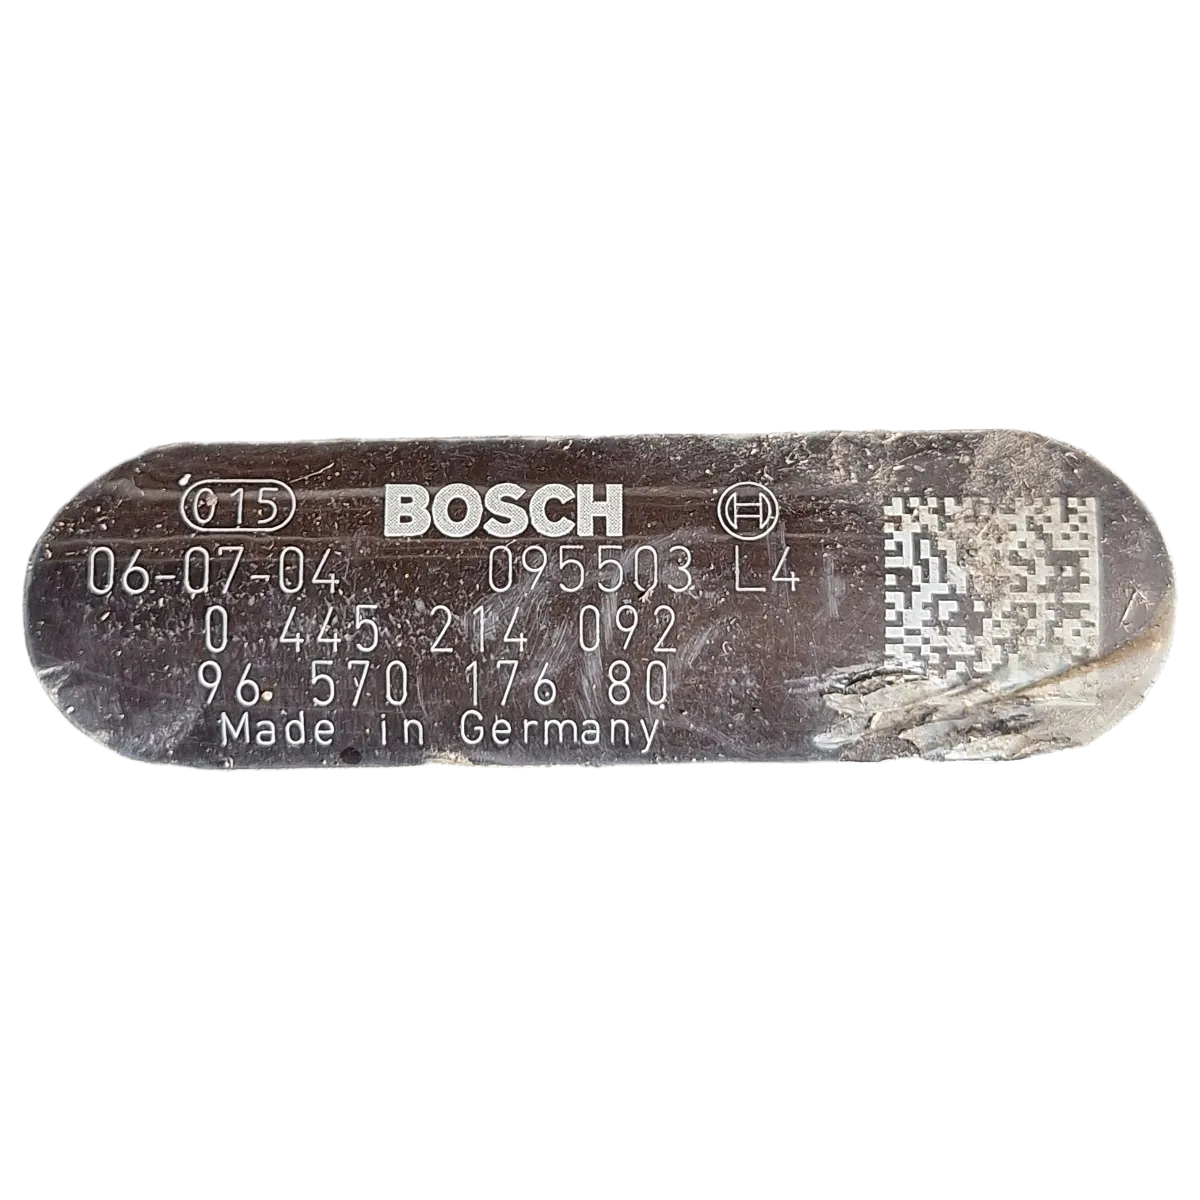 015 BOSCH
06-07-04 095503 L4
0 445 214 092
96 570 176 80
Made in Germany